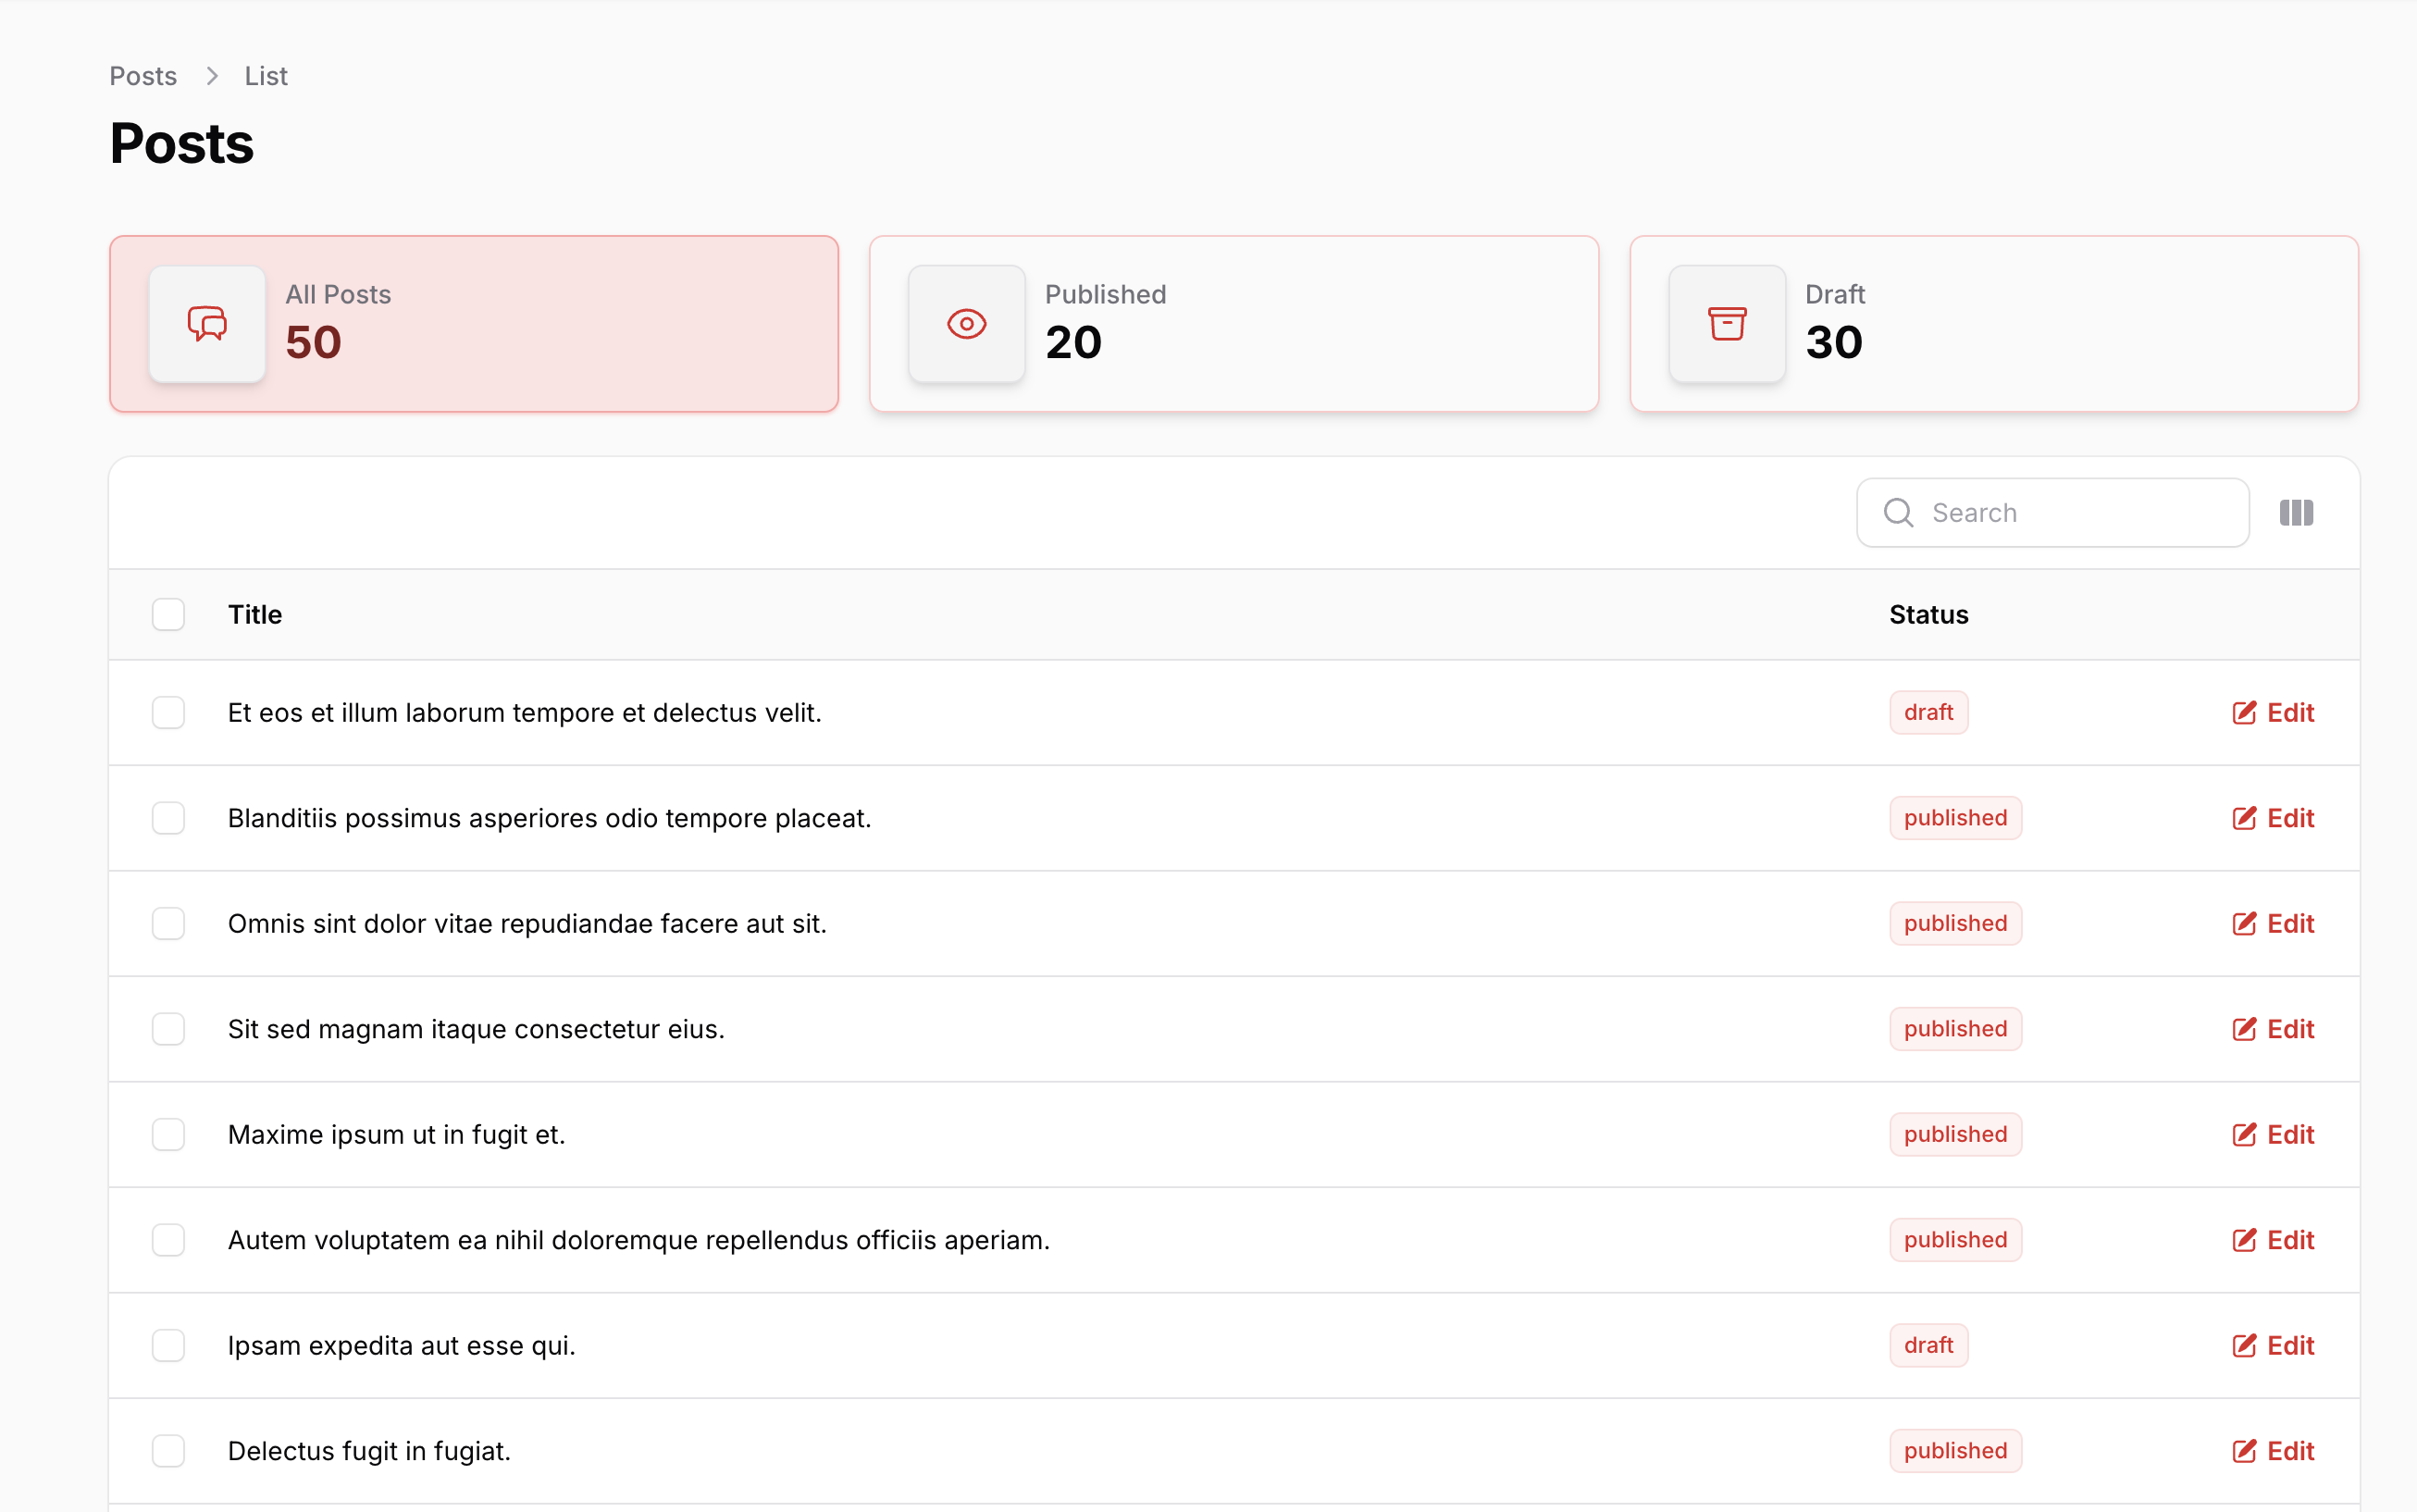 Posts > List
Posts
All Posts
50
Published
20
Draft
30
Search
Title Status
Et eos et illum laborum tempore et delectus velit. draft Edit
Blanditiis possimus asperiores odio tempore placeat. published Edit
Omnis sint dolor vitae repudiandae facere aut sit. published Edit
Sit sed magnam itaque consectetur eius. published Edit
Maxime ipsum ut in fugit et. published Edit
Autem voluptatem ea nihil doloremque repellendus officiis aperiam. published Edit
Ipsam expedita aut esse qui. draft Edit
Delectus fugit in fugiat. published Edit